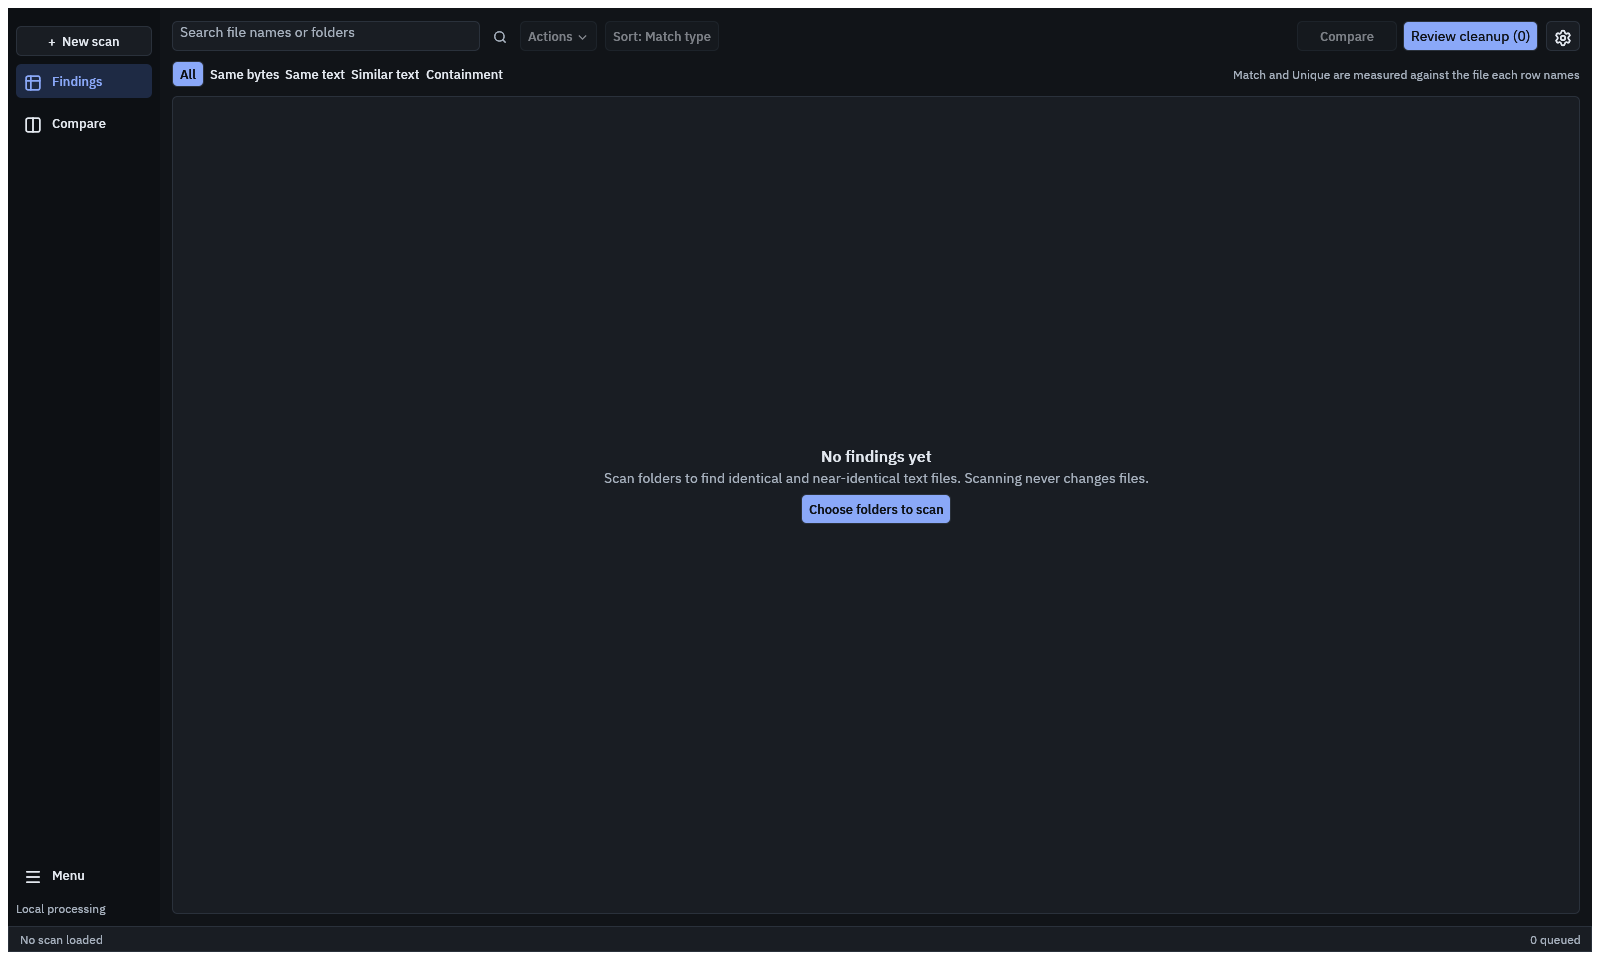 + New scan
Findings
Compare
Menu
Local processing
Search file names or folders
Actions
Sort: Match type
Compare
Review cleanup (0)
All
Same bytes
Same text
Similar text
Containment
Match and Unique are measured against the file each row names
No findings yet
Scan folders to find identical and near-identical text files. Scanning never changes files.
Choose folders to scan
No scan loaded
0 queued